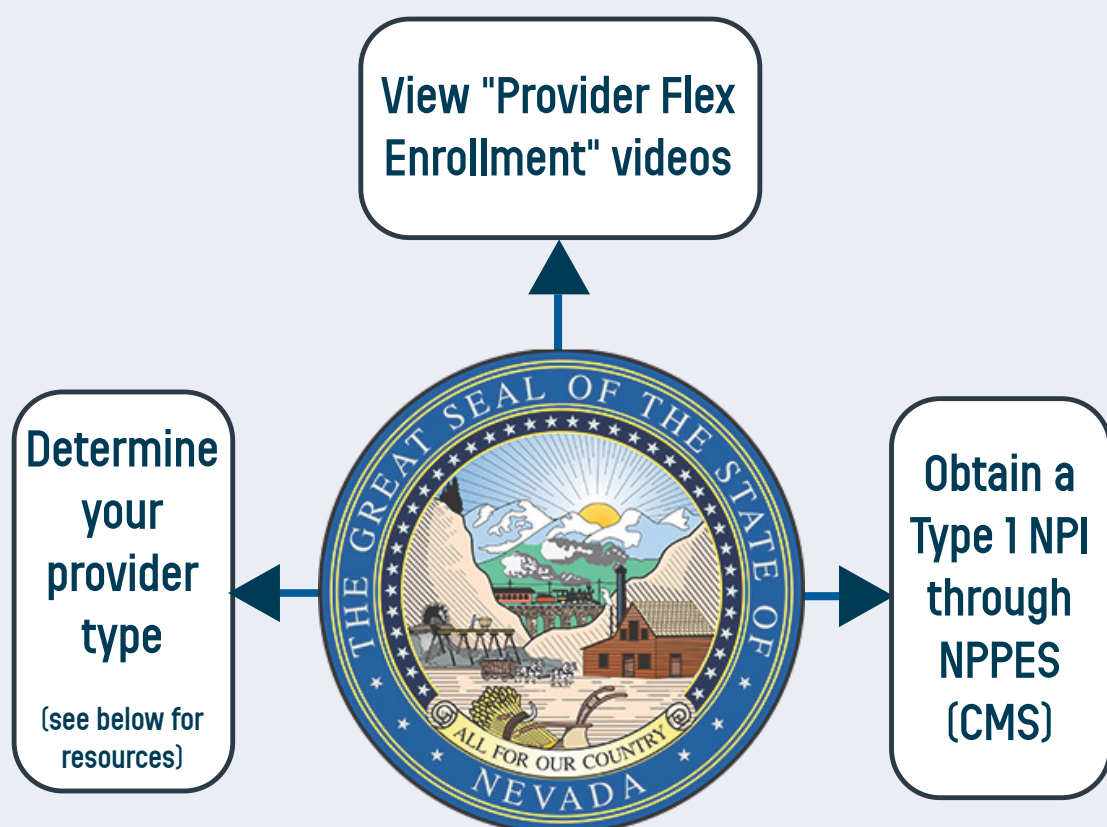 View "Provider Flex
Enrollment" videos
Determine
your
provider
type
(see below for
resources)
THE GREAT SEAL OF THE STATE OF
NEVADA
ALL FOR OUR COUNTRY
Obtain a
Type 1 NPI
through
NPPES
(CMS)